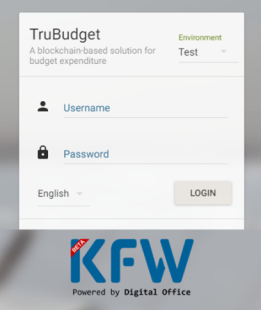 TruBudget
A blockchain-based solution for
budget expenditure
Environment
Test
Username
Password
English
LOGIN
BETA
KFW
Powered by Digital Office